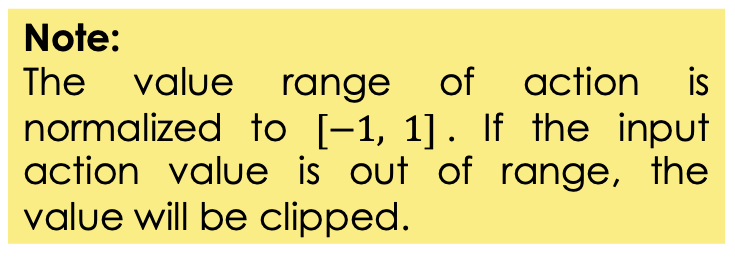 Note:
The value range of action is
normalized to [−1, 1]. If the input
action value is out of range, the
value will be clipped.